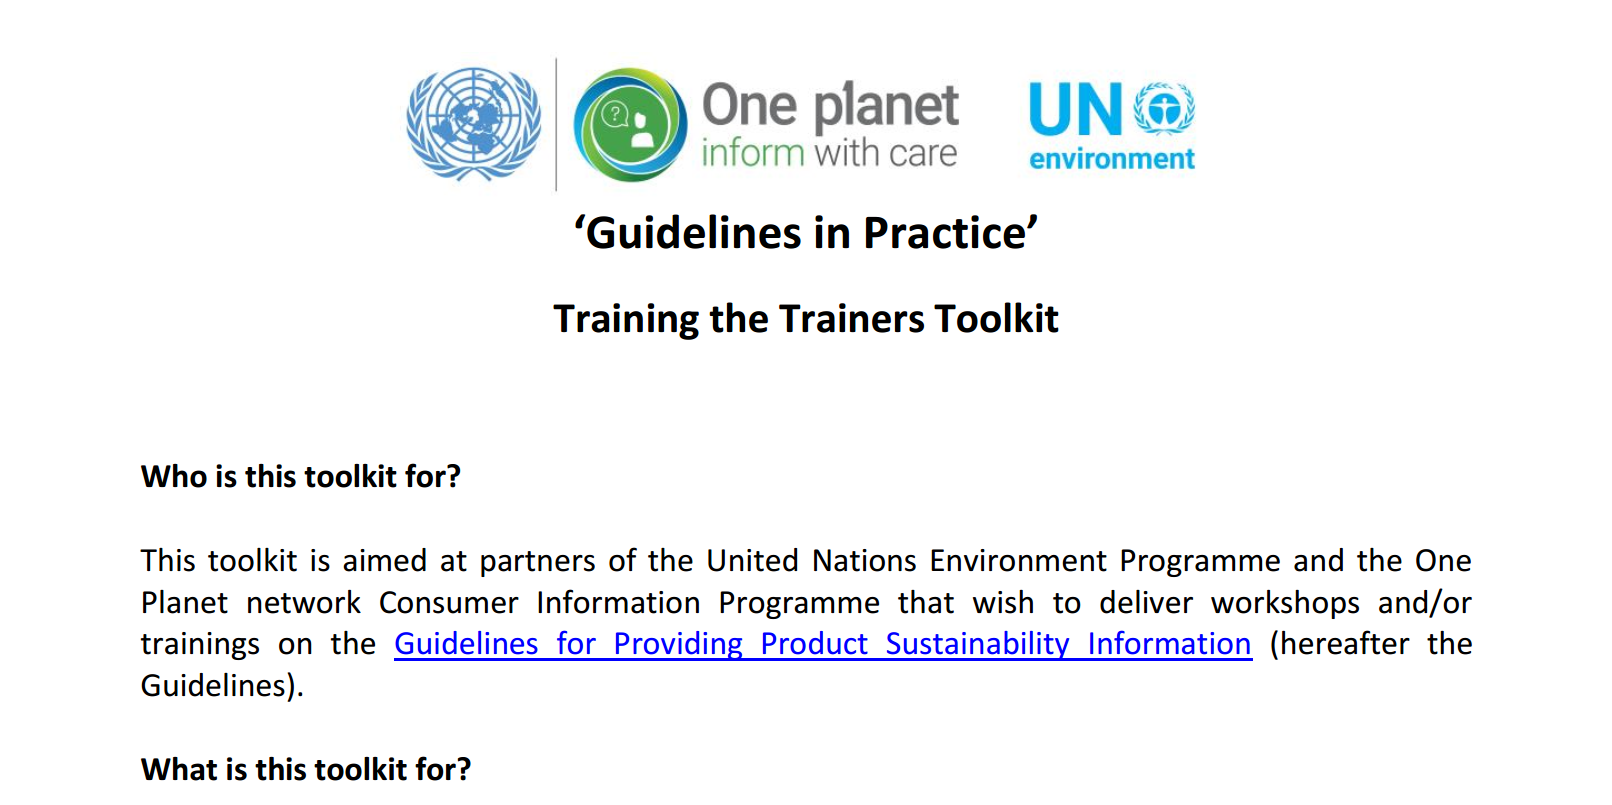 One planet
inform with care
UN
environment
‘Guidelines in Practice’
Training the Trainers Toolkit
Who is this toolkit for?
This toolkit is aimed at partners of the United Nations Environment Programme and the One
Planet network Consumer Information Programme that wish to deliver workshops and/or
trainings on the Guidelines for Providing Product Sustainability Information (hereafter the
Guidelines).
What is this toolkit for?